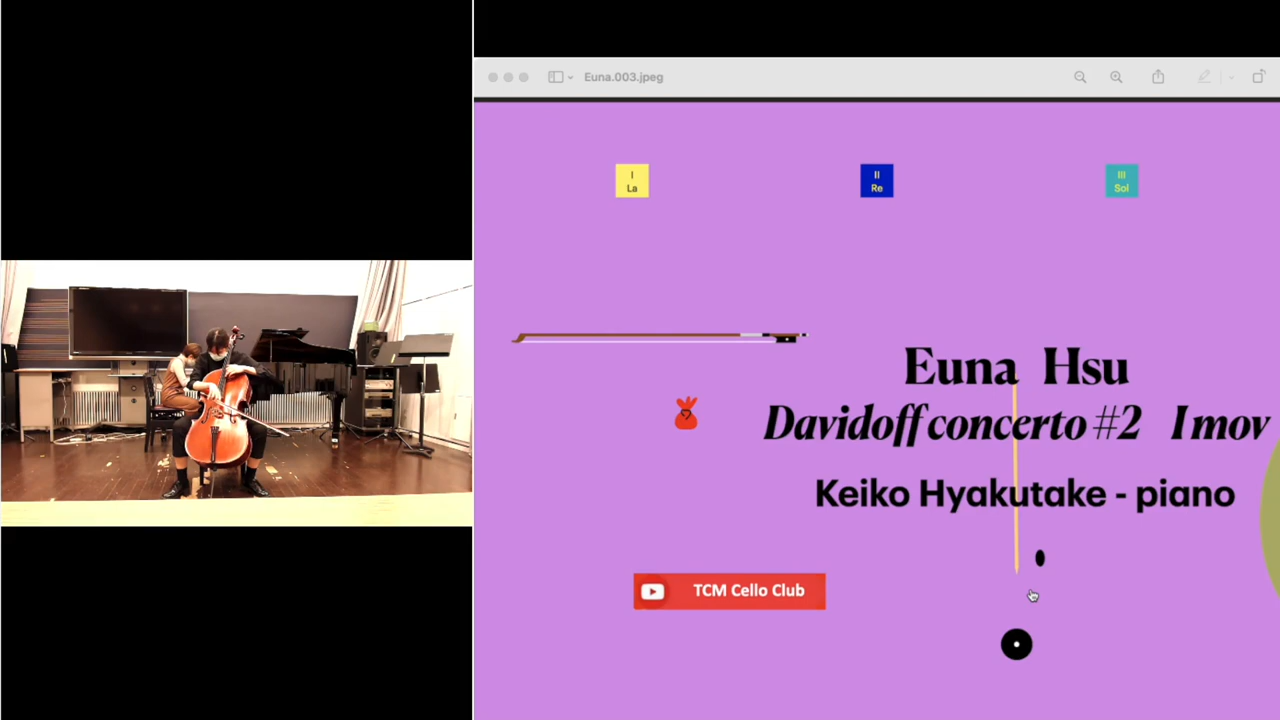 Euna.003.jpeg
I
La
II
Re
III
Sol
Euna Hsu
Davidoff concerto #2 I mov
Keiko Hyakutake - piano
TCM Cello Club